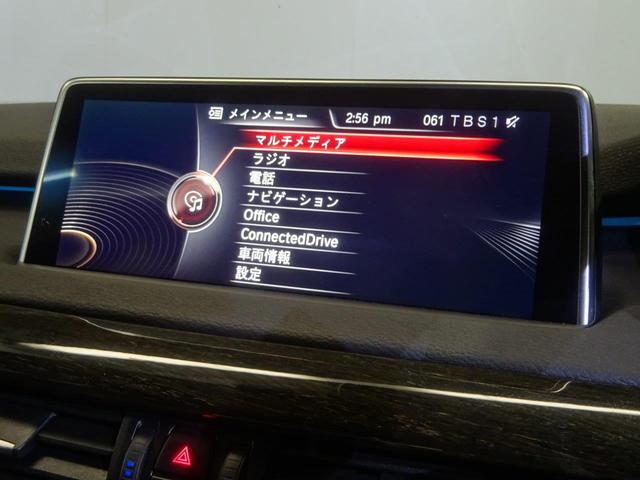 メインメニュー 2:56 pm 061 TBS1
マルチメディア
ラジオ
電話
ナビゲーション
Office
ConnectedDrive
車両情報
設定